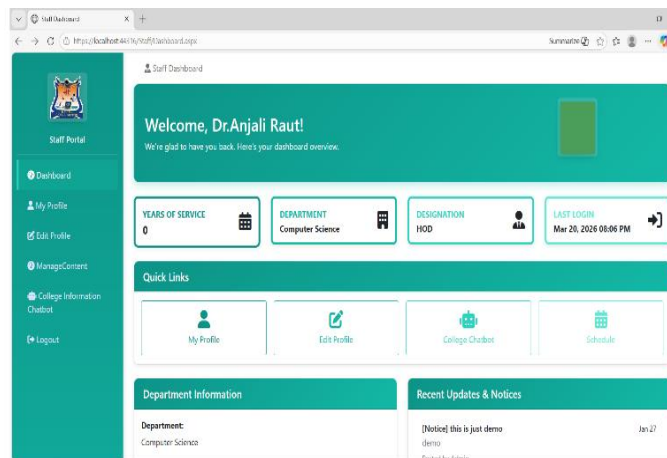 Staff Dashboard
https://localhost:44316/Staff/Dashboard.aspx
Summarize
Staff Portal
Dashboard
My Profile
Edit Profile
ManageContent
College Information
Chatbot
Logout
Staff Dashboard
Welcome, Dr.Anjali Raut!
We're glad to have you back. Here's your dashboard overview.
YEARS OF SERVICE
0
DEPARTMENT
Computer Science
DESIGNATION
HOD
LAST LOGIN
Mar 20, 2026 08:06 PM
Quick Links
My Profile
Edit Profile
College Chatbot
Schedule
Department Information
Department:
Computer Science
Recent Updates & Notices
[Notice] this is just demo
Jan 27
demo